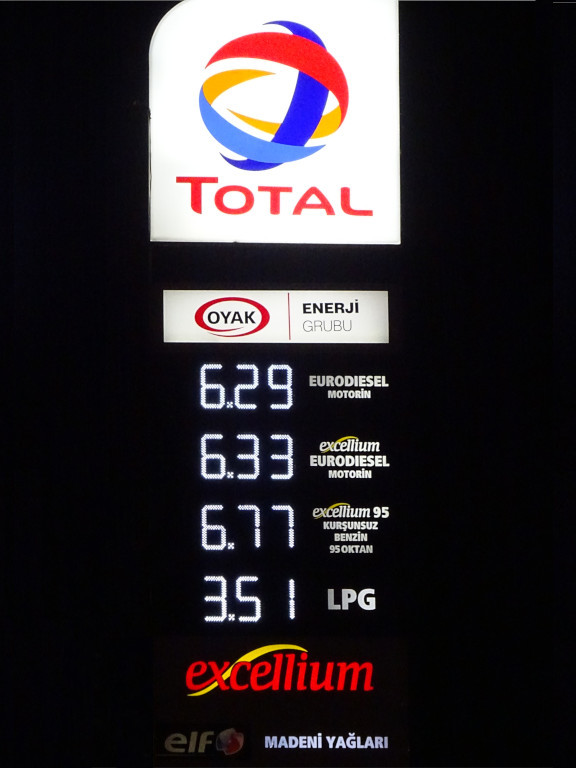 TOTAL
OYAK ENERJİ
GRUBU
6.29 EURODIESEL
MOTORİN
6.33 excellium
EURODIESEL
MOTORİN
6.77 excellium 95
KURŞUNSUZ
BENZİN
95 OKTAN
3.51 LPG
excellium
elf MADENİ YAĞLARI